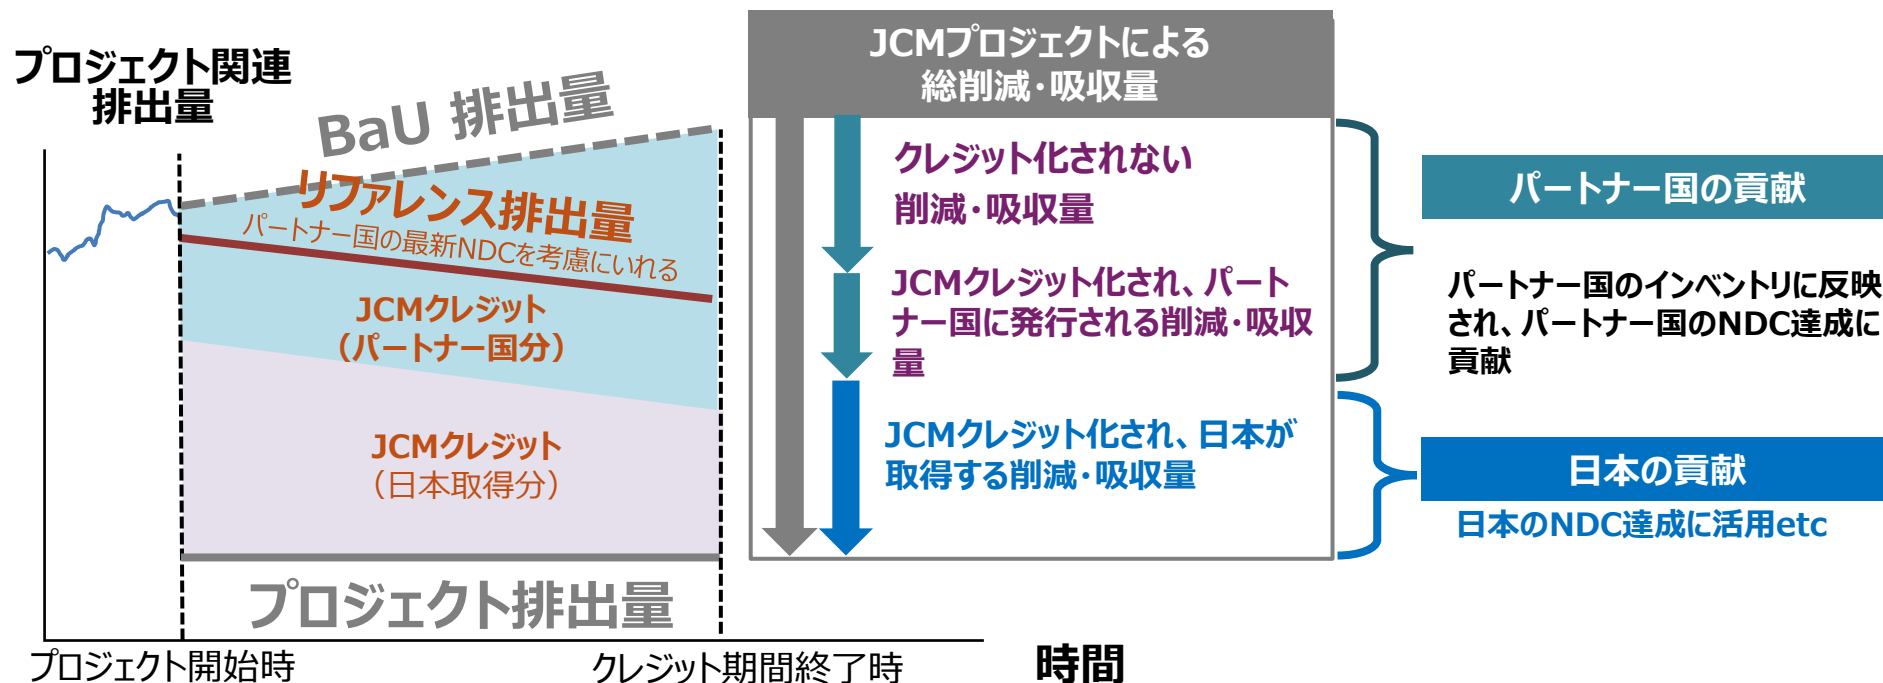 プロジェクト関連
排出量
BaU 排出量
リファレンス排出量
パートナー国の最新NDCを考慮にいれる
JCMクレジット
（パートナー国分）
JCMクレジット
（日本取得分）
プロジェクト排出量
プロジェクト開始時
クレジット期間終了時
時間
JCMプロジェクトによる
総削減･吸収量
クレジット化されない
削減･吸収量
JCMクレジット化され、パート
ナー国に発行される削減･吸収
量
JCMクレジット化され、日本が
取得する削減･吸収量
パートナー国の貢献
パートナー国のインベントリに反映
され、パートナー国のNDC達成に
貢献
日本の貢献
日本のNDC達成に活用etc